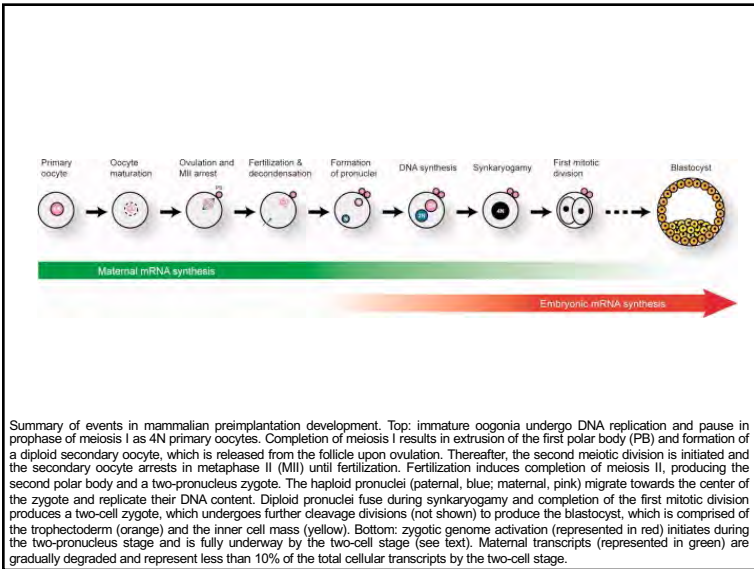 Primary oocyte
Oocyte maturation
Ovulation and MII arrest
Fertilization & decondensation
Formation of pronuclei
DNA synthesis
Synkaryogamy
First mitotic division
Blastocyst
PB
4N
2N
4N
Maternal mRNA synthesis
Embryonic mRNA synthesis
Summary of events in mammalian preimplantation development. Top: immature oogonia undergo DNA replication and pause in
prophase of meiosis I as 4N primary oocytes. Completion of meiosis I results in extrusion of the first polar body (PB) and formation of
a diploid secondary oocyte, which is released from the follicle upon ovulation. Thereafter, the second meiotic division is initiated and
the secondary oocyte arrests in metaphase II (MII) until fertilization. Fertilization induces completion of meiosis II, producing the
second polar body and a two-pronucleus zygote. The haploid pronuclei (paternal, blue; maternal, pink) migrate towards the center of
the zygote and replicate their DNA content. Diploid pronuclei fuse during synkaryogamy and completion of the first mitotic division
produces a two-cell zygote, which undergoes further cleavage divisions (not shown) to produce the blastocyst, which is comprised of
the trophectoderm (orange) and the inner cell mass (yellow). Bottom: zygotic genome activation (represented in red) initiates during
the two-pronucleus stage and is fully underway by the two-cell stage (see text). Maternal transcripts (represented in green) are
gradually degraded and represent less than 10% of the total cellular transcripts by the two-cell stage.